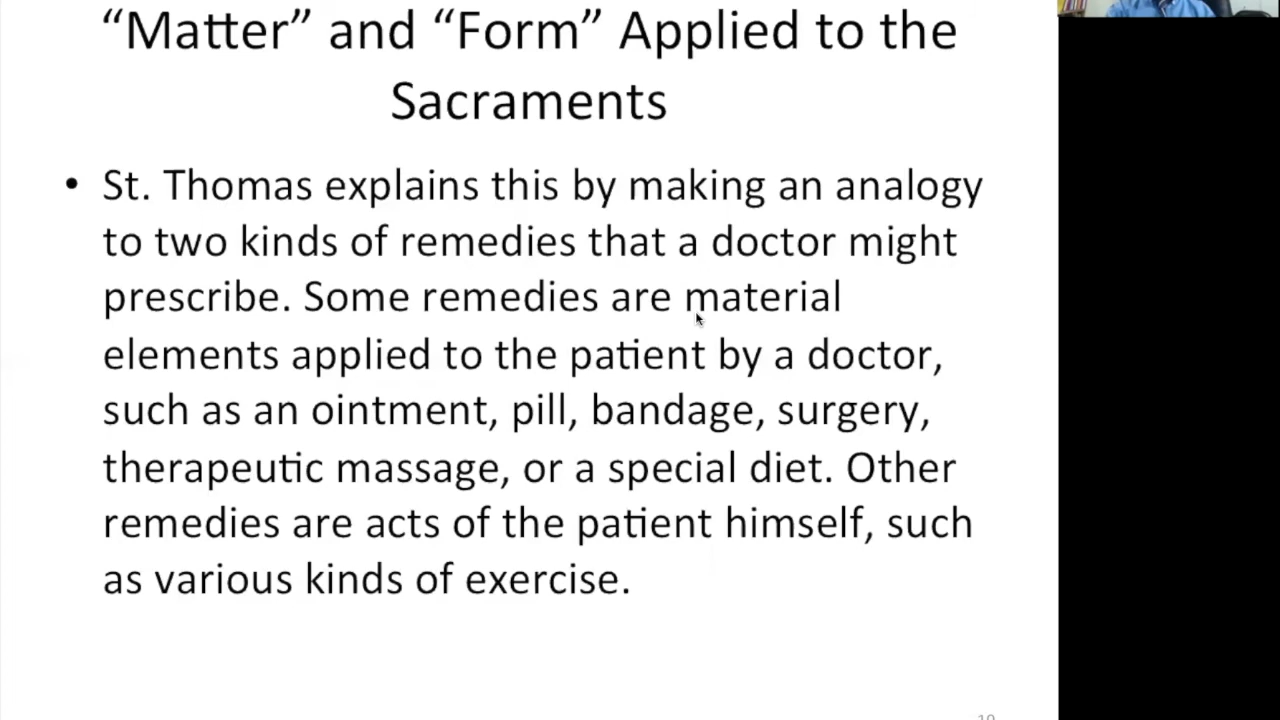 “Matter” and “Form” Applied to the
Sacraments
• St. Thomas explains this by making an analogy
to two kinds of remedies that a doctor might
prescribe. Some remedies are material
elements applied to the patient by a doctor,
such as an ointment, pill, bandage, surgery,
therapeutic massage, or a special diet. Other
remedies are acts of the patient himself, such
as various kinds of exercise.